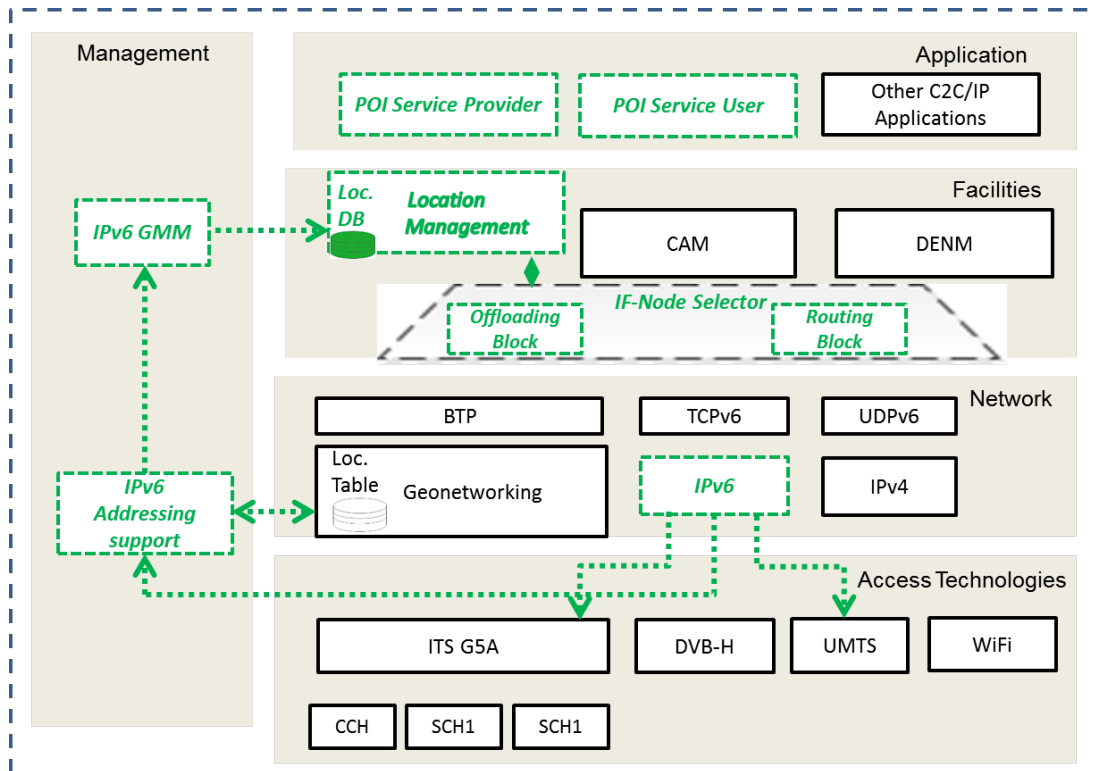 Management
Application
POI Service Provider
POI Service User
Other C2C/IP
Applications
Facilities
Loc.
DB
Location
Management
IPv6 GMM
CAM
DENM
IF-Node Selector
Offloading
Block
Routing
Block
Network
BTP
TCPv6
UDPv6
Loc.
Table
Geonetworking
IPv6
IPv4
IPv6
Addressing
support
Access Technologies
ITS G5A
DVB-H
UMTS
WiFi
CCH
SCH1
SCH1